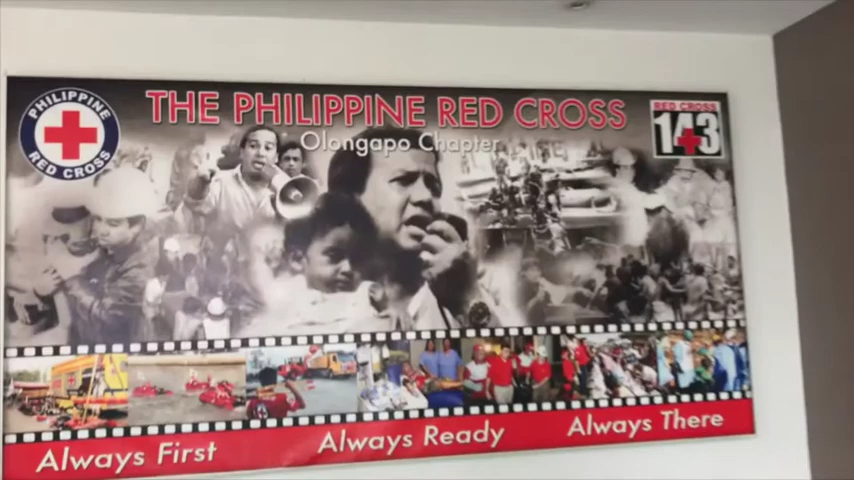 PHILIPPINE
RED CROSS
THE PHILIPPINE RED CROSS
Olongapo Chapter
RED CROSS
143
Always First Always Ready Always There